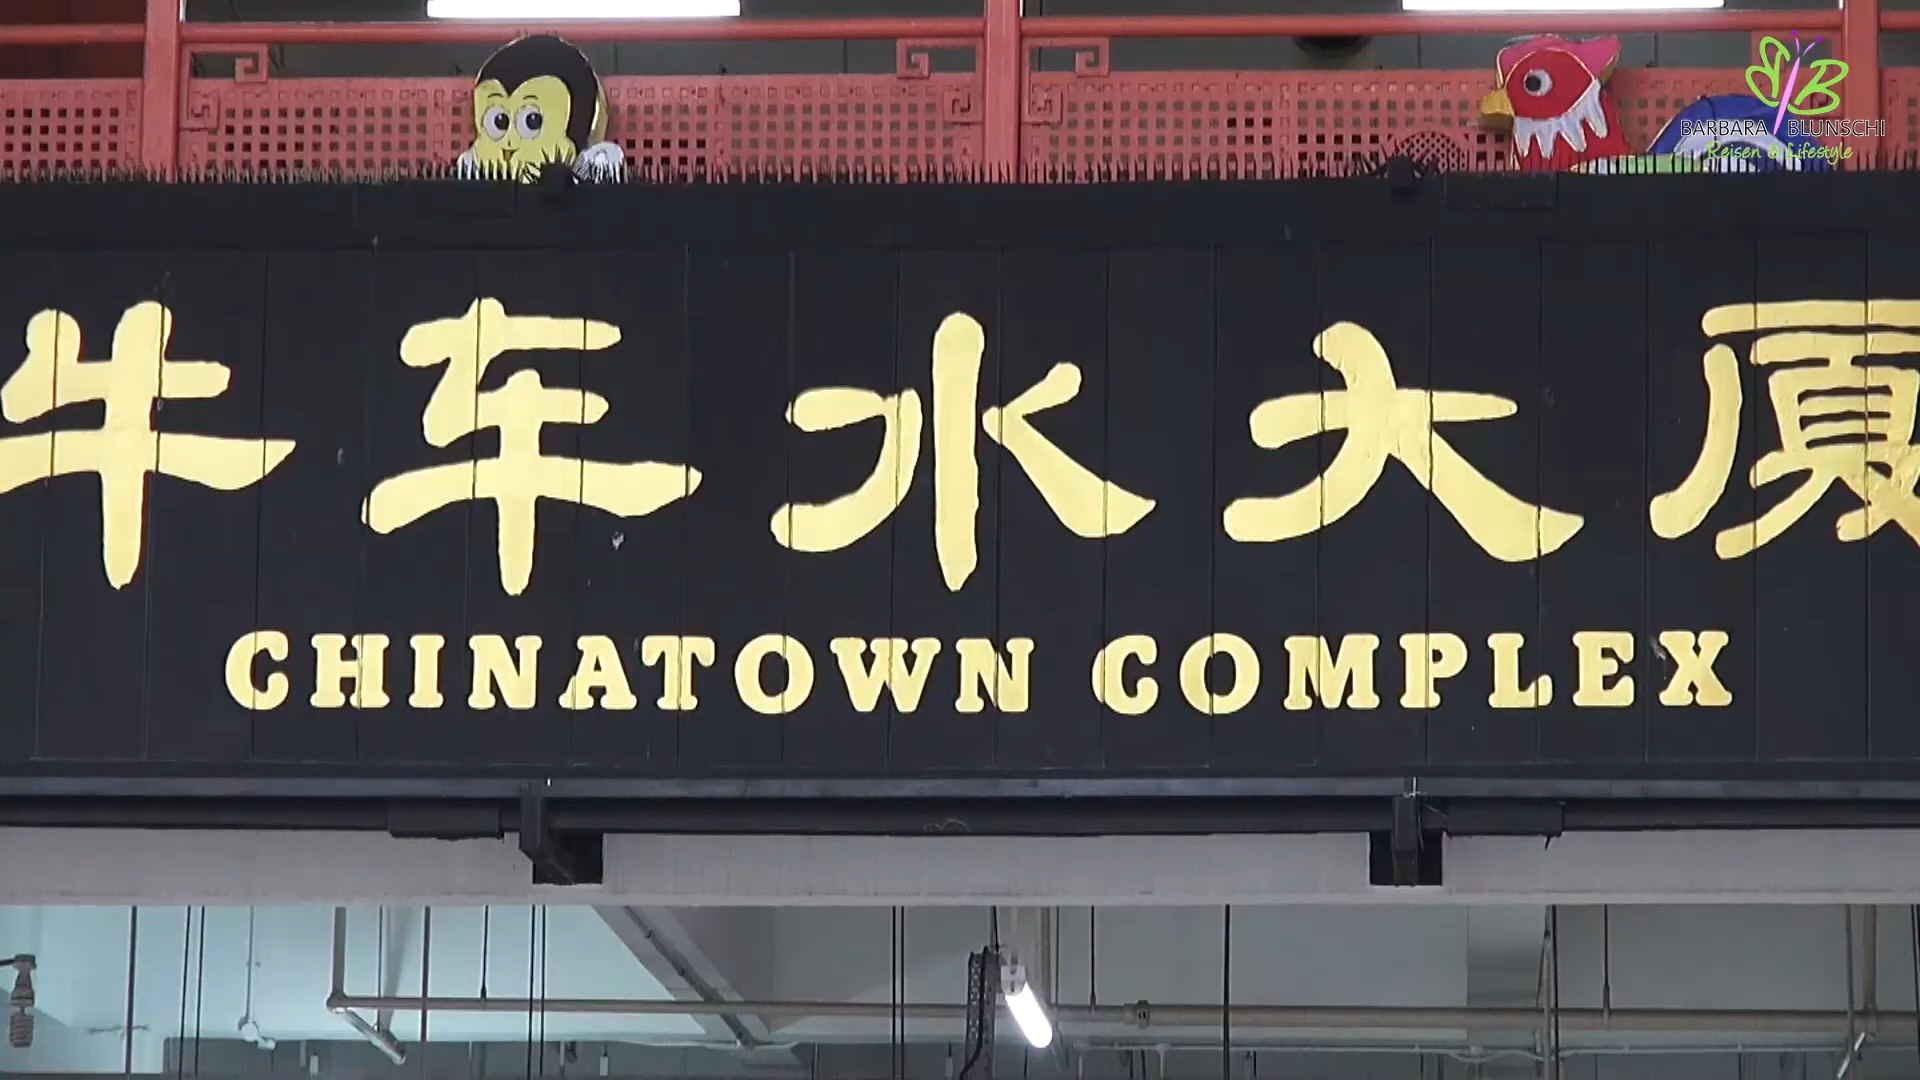 牛车水大厦
CHINATOWN COMPLEX
B
BARBARA BLUNSCHI
Reisen & Lifestyle